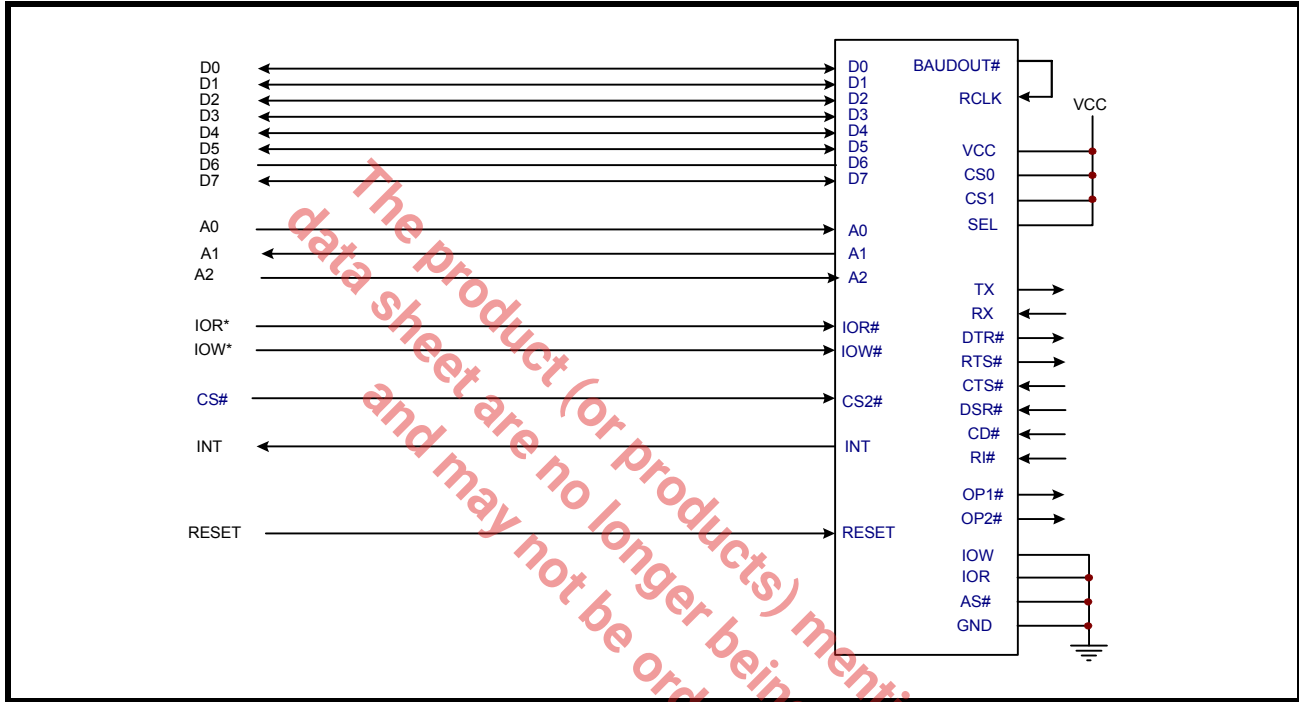 D0 D0 BAUDOUT#
D1 D1
D2 D2 RCLK
D3 D3 VCC
D4 D4
D5 D5 VCC
D6 D6
D7 D7 CS0
CS1
A0 A0 SEL
A1 A1
A2 A2
TX
RX
IOR* IOR# DTR#
IOW* IOW# RTS#
CTS#
CS# CS2# DSR#
CD#
INT INT RI#
OP1#
OP2#
RESET RESET
IOW
IOR
AS#
GND
The product (or products) menti
data sheet are no longer bein
and may not be ord